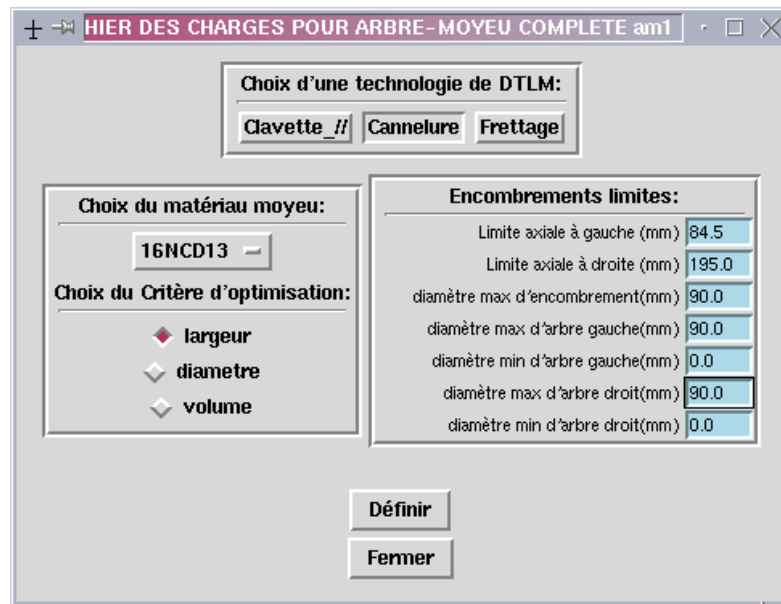 HIER DES CHARGES POUR ARBRE-MOYEU COMPLETE am1
Choix d'une technologie de DTLM:
Clavette_// Cannelure Frettage
Choix du matériau moyeu:
16NCD13
Choix du Critère d'optimisation:
largeur
diametre
volume
Encombrements limites:
Limite axiale à gauche (mm) 84.5
Limite axiale à droite (mm) 195.0
diamètre max d'encombrement(mm) 90.0
diamètre max d'arbre gauche(mm) 90.0
diamètre min d'arbre gauche(mm) 0.0
diamètre max d'arbre droit(mm) 90.0
diamètre min d'arbre droit(mm) 0.0
Définir
Fermer